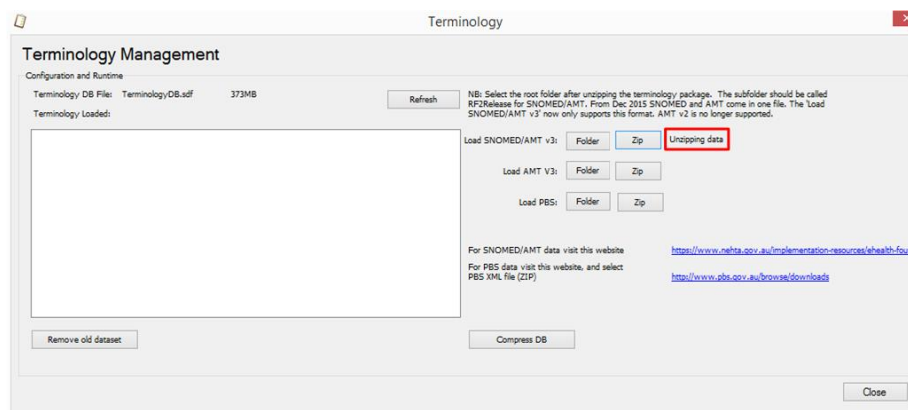 Terminology
Terminology Management
Configuration and Runtime
Terminology DB File: TerminologyDB.sdf 373MB
Refresh
Terminology Loaded:
NB: Select the root folder after unzipping the terminology package. The subfolder should be called
RF2Release for SNOMED/AMT. From Dec 2015 SNOMED and AMT come in one file. The 'Load
SNOMED/AMT v3' now only supports this format. AMT v2 is no longer supported.
Load SNOMED/AMT v3: Folder Zip Unzipping data
Load AMT V3: Folder Zip
Load PBS: Folder Zip
For SNOMED/AMT data visit this website https://www.nehta.gov.au/implementation-resources/ehealth-fou
For PBS data visit this website, and select
PBS XML file (ZIP) http://www.pbs.gov.au/browse/downloads
Remove old dataset
Compress DB
Close